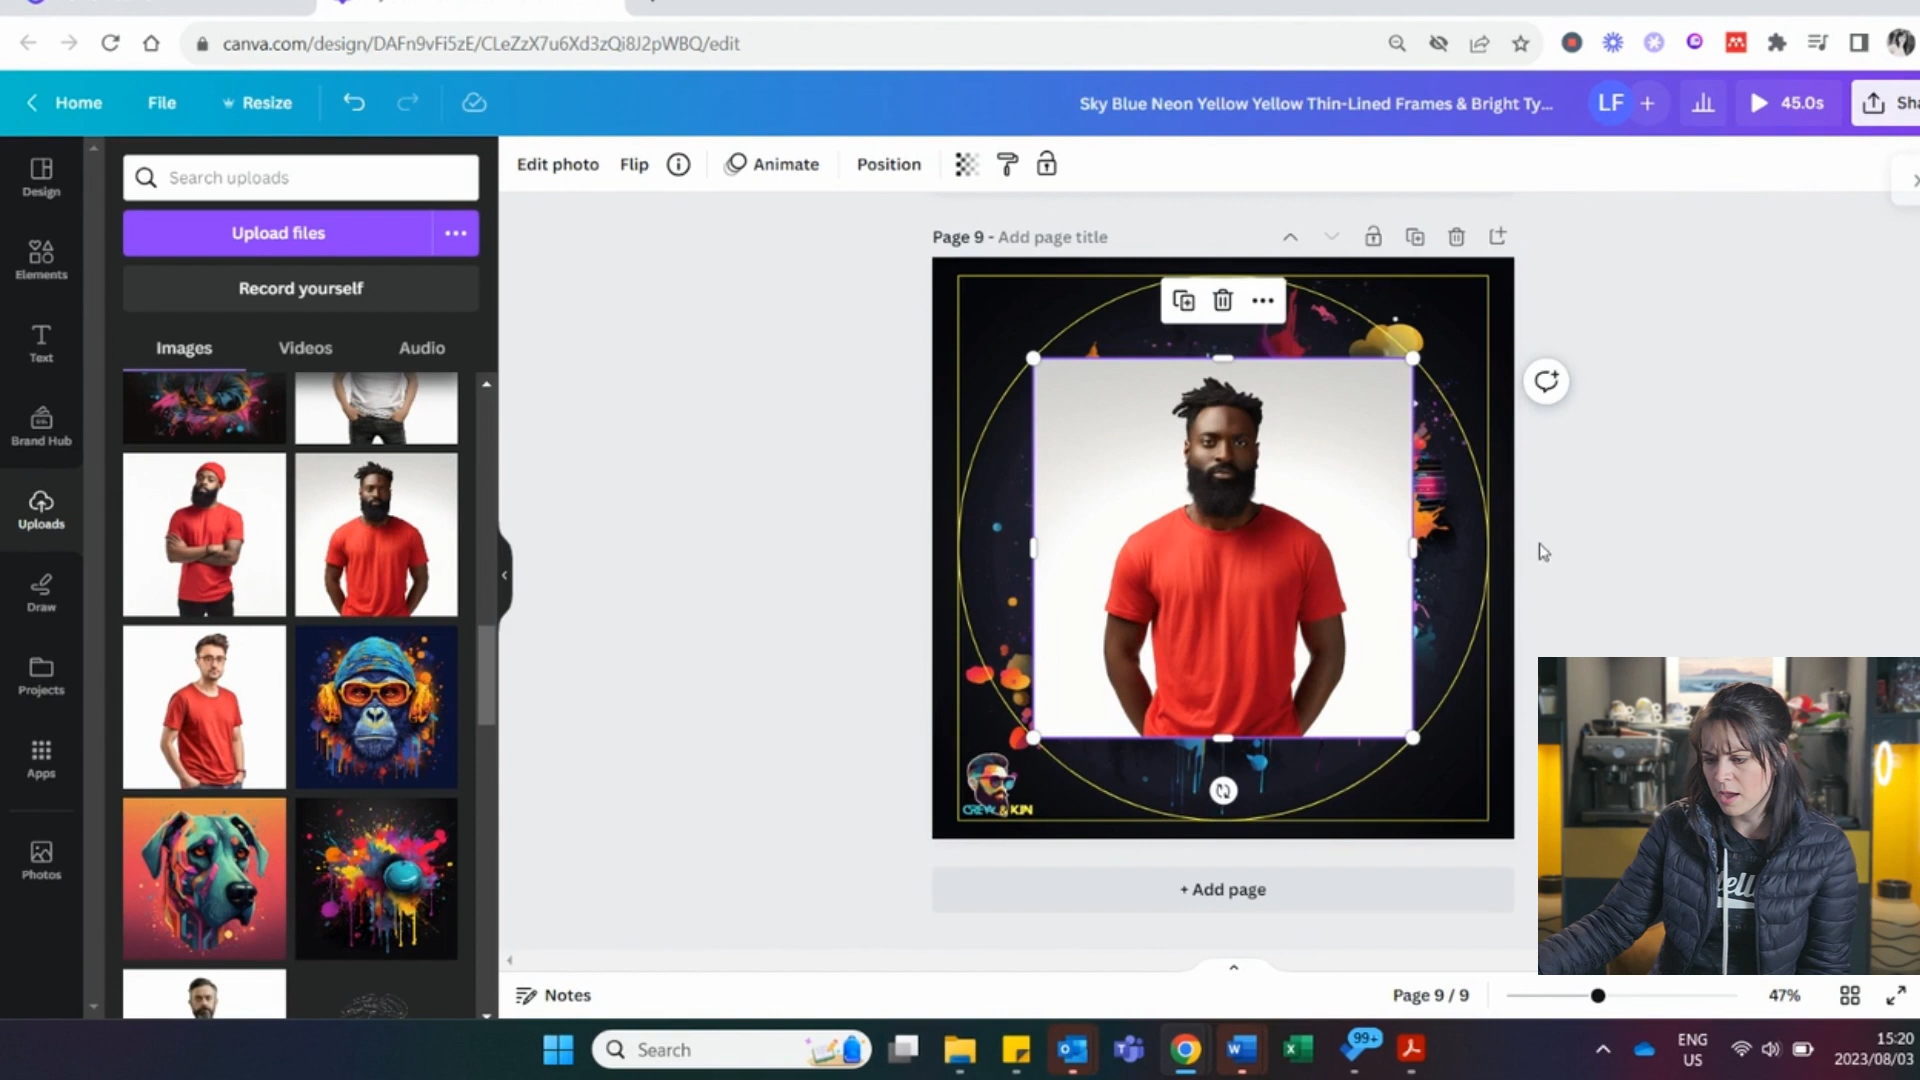 canva.com/design/DAFn9vFi5zE/CLeZzX7u6Xd3zQi8J2pWBQ/edit
Home File Resize
Sky Blue Neon Yellow Yellow Thin-Lined Frames & Bright Ty...
LF + 45.0s Sha
Design
Elements
Text
Brand Hub
Uploads
Draw
Projects
Apps
Photos
Search uploads
Upload files
Record yourself
Images Videos Audio
Edit photo Flip Animate Position
Page 9 - Add page title
CREW & KIN
+ Add page
Notes
Page 9 / 9
47%
Search
99+
ENG
US
15:20
2023/08/03